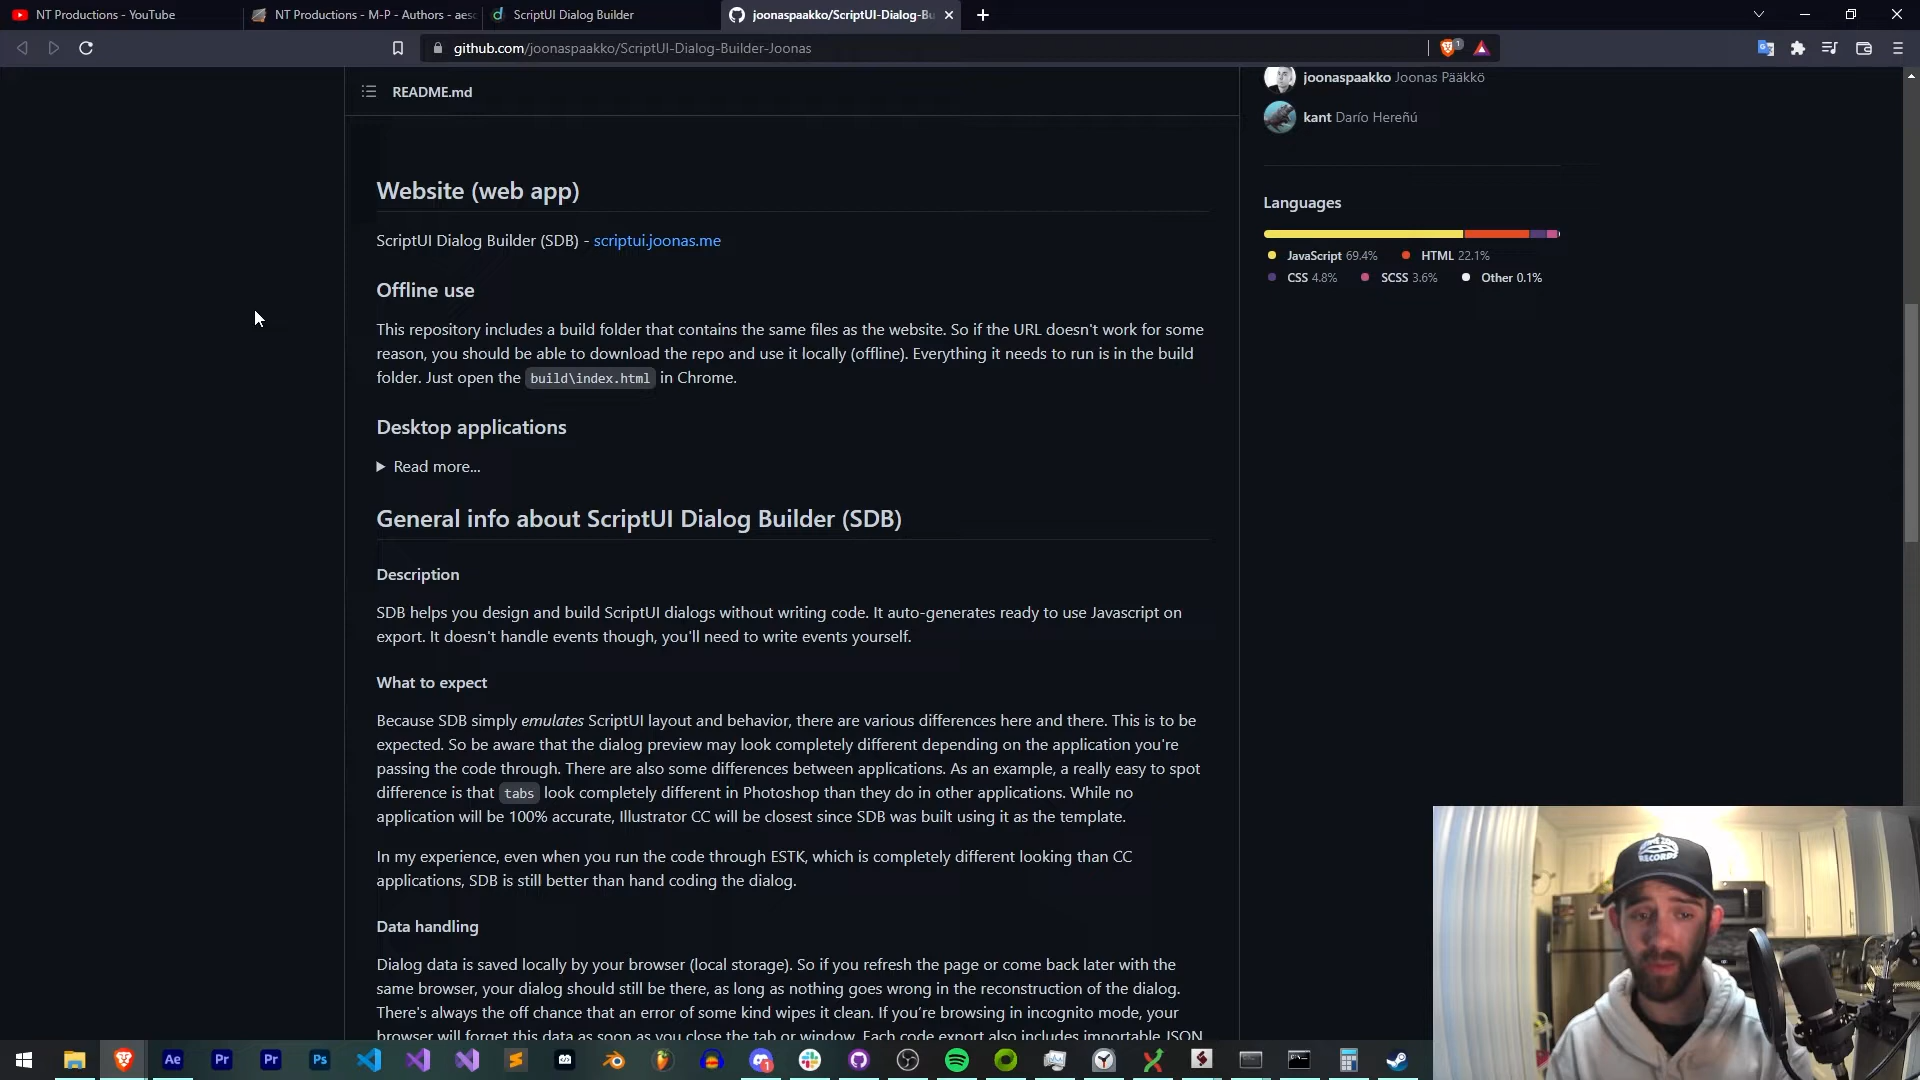 NT Productions - YouTube
NT Productions - M-P - Authors - aesc
ScriptUI Dialog Builder
joonaspaakko/ScriptUI-Dialog-Bu
github.com/joonaspaakko/ScriptUI-Dialog-Builder-Joonas
1
README.md
joonaspaakko Joonas Pääkkö
kant Darío Hereñú
Website (web app)
ScriptUI Dialog Builder (SDB) - scriptui.joonas.me
Languages
JavaScript 69.4% HTML 22.1%
CSS 4.8% SCSS 3.6% Other 0.1%
Offline use
This repository includes a build folder that contains the same files as the website. So if the URL doesn't work for some
reason, you should be able to download the repo and use it locally (offline). Everything it needs to run is in the build
folder. Just open the build\index.html in Chrome.
Desktop applications
Read more...
General info about ScriptUI Dialog Builder (SDB)
Description
SDB helps you design and build ScriptUI dialogs without writing code. It auto-generates ready to use Javascript on
export. It doesn't handle events though, you'll need to write events yourself.
What to expect
Because SDB simply emulates ScriptUI layout and behavior, there are various differences here and there. This is to be
expected. So be aware that the dialog preview may look completely different depending on the application you're
passing the code through. There are also some differences between applications. As an example, a really easy to spot
difference is that tabs look completely different in Photoshop than they do in other applications. While no
application will be 100% accurate, Illustrator CC will be closest since SDB was built using it as the template.
In my experience, even when you run the code through ESTK, which is completely different looking than CC
applications, SDB is still better than hand coding the dialog.
Data handling
Dialog data is saved locally by your browser (local storage). So if you refresh the page or come back later with the
same browser, your dialog should still be there, as long as nothing goes wrong in the reconstruction of the dialog.
There's always the off chance that an error of some kind wipes it clean. If you're browsing in incognito mode, your
browser will forget this data as soon as you close the tab or window. Each code export also includes importable JSON
RECORDS
Ae
Pr
Pr
Ps
1